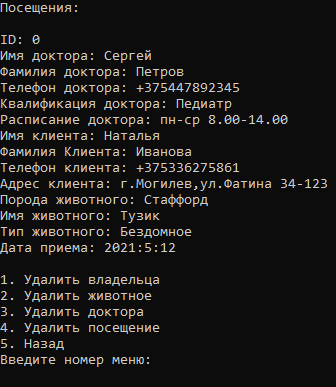 Посещения:
ID: 0
Имя доктора: Сергей
Фамилия доктора: Петров
Телефон доктора: +375447892345
Квалификация доктора: Педиатр
Расписание доктора: пн-ср 8.00-14.00
Имя клиента: Наталья
Фамилия Клиента: Иванова
Телефон клиента: +375336275861
Адрес клиента: г.Могилев,ул.Фатина 34-123
Порода животного: Стаффорд
Имя животного: Тузик
Тип животного: Бездомное
Дата приема: 2021:5:12
1. Удалить владельца
2. Удалить животное
3. Удалить доктора
4. Удалить посещение
5. Назад
Введите номер меню: